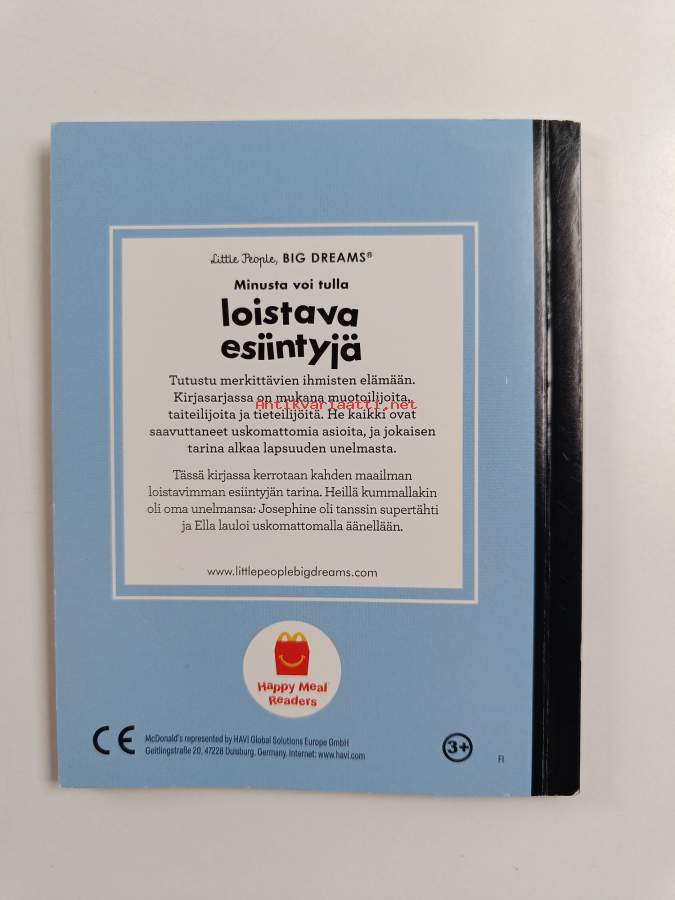 Little People, BIG DREAMS®
Minusta voi tulla
loistava
esiintyjä
Tutustu merkittävien ihmisten elämään.
Kirjasarjassa on mukana muotoilijoita,
Antikvariaatti.net
taiteilijoita ja tieteilijöitä. He kaikki ovat
saavuttaneet uskomattomia asioita, ja jokaisen
tarina alkaa lapsuuden unelmasta.
Tässä kirjassa kerrotaan kahden maailman
loistavimman esiintyjän tarina. Heillä kummallakin
oli oma unelmansa: Josephine oli tanssin supertähti
ja Ella lauloi uskomattomalla äänellään.
www.littlepeoplebigdreams.com
Happy Meal
Readers
CE
McDonald's represented by HAVI Global Solutions Europe GmbH
Geitlingstraße 20, 47228 Duisburg, Germany, Internet: www.havi.com
3+
FI